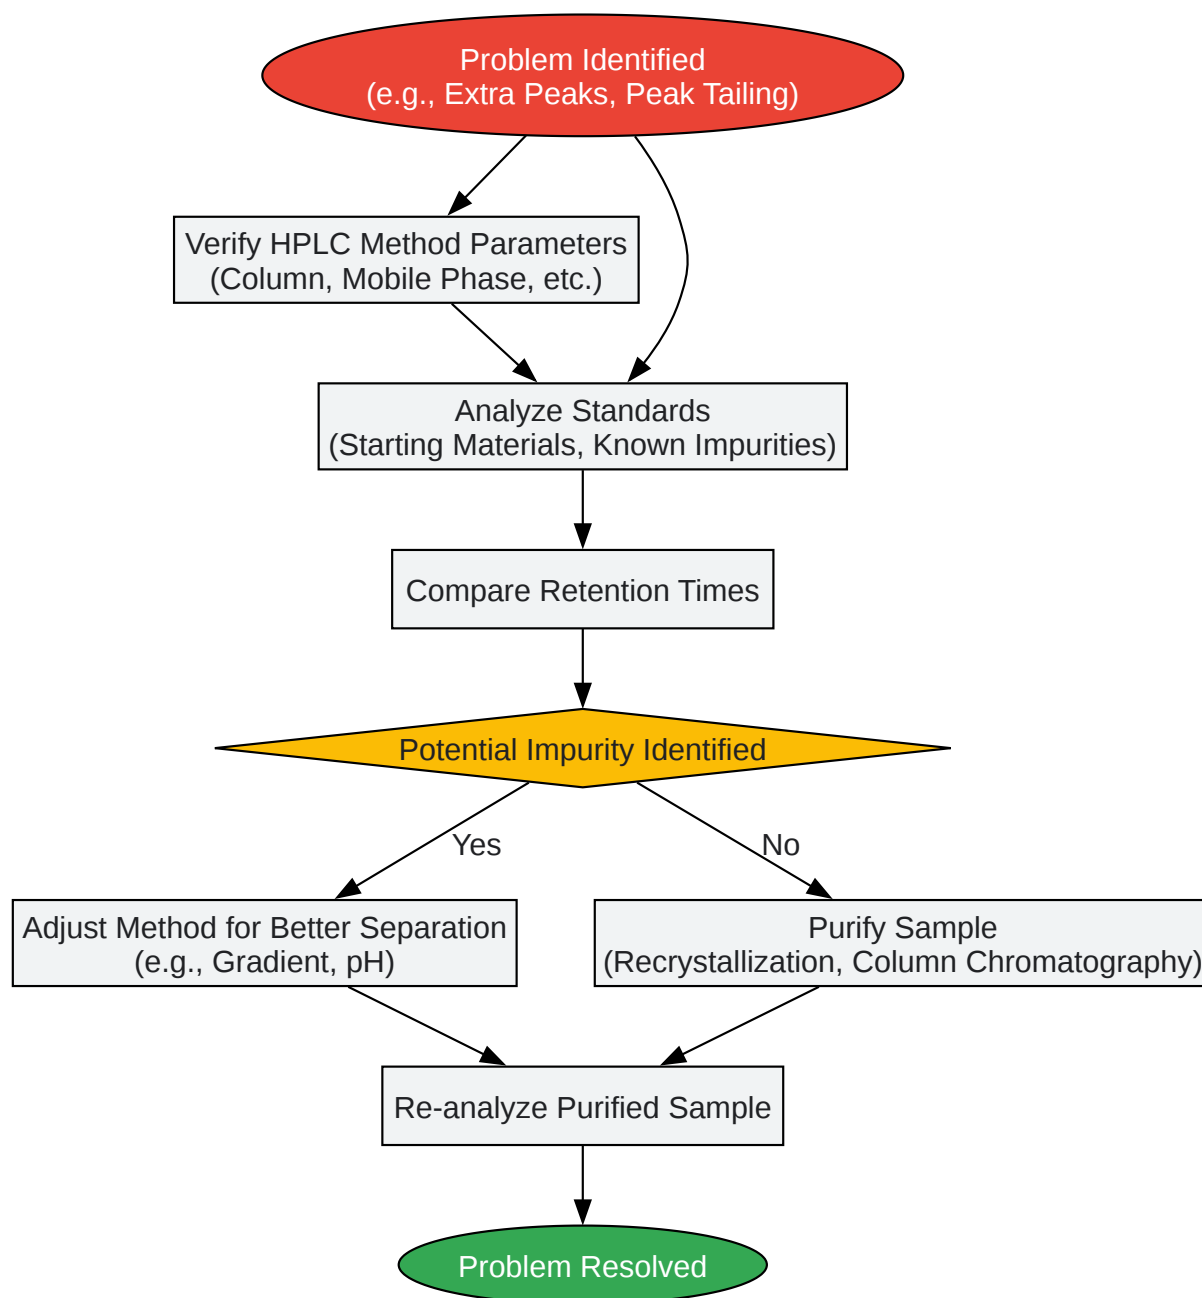 Problem Identified
(e.g., Extra Peaks, Peak Tailing)
Verify HPLC Method Parameters
(Column, Mobile Phase, etc.)
Analyze Standards
(Starting Materials, Known Impurities)
Compare Retention Times
Potential Impurity Identified
Yes
No
Adjust Method for Better Separation
(e.g., Gradient, pH)
Purify Sample
(Recrystallization, Column Chromatography)
Re-analyze Purified Sample
Problem Resolved